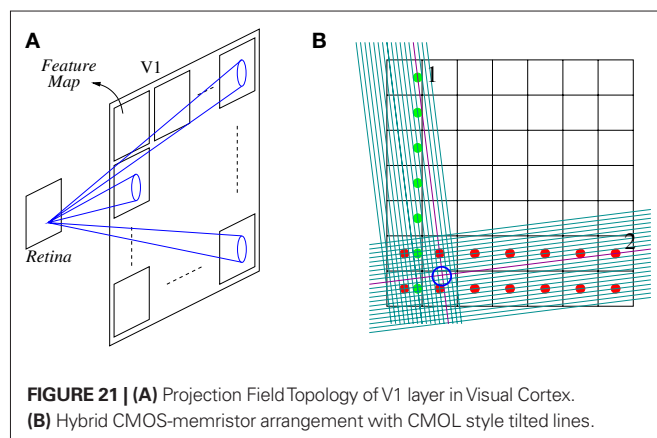 A
B
Feature
Map
V1
1
2
Retina
FIGURE 21 | (A) Projection Field Topology of V1 layer in Visual Cortex.
(B) Hybrid CMOS-memristor arrangement with CMOL style tilted lines.